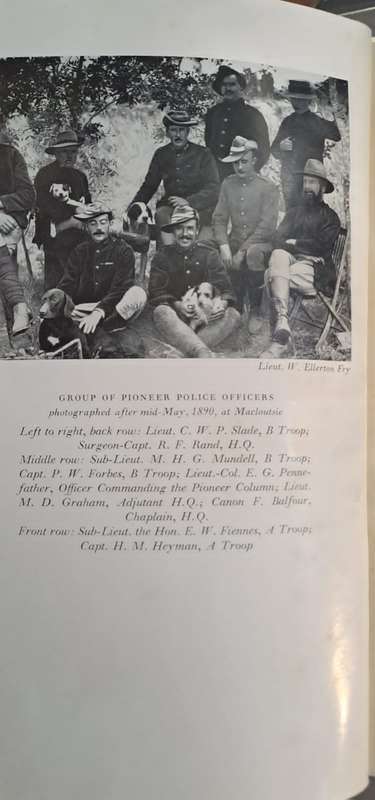 Lieut. W. Ellerton Fry
GROUP OF PIONEER POLICE OFFICERS
photographed after mid-May, 1890, at Macloutsie
Left to right, back row: Lieut. C. W. P. Slade, B Troop;
Surgeon-Capt. R. F. Rand, H.Q.
Middle row: Sub-Lieut. M. H. G. Mundell, B Troop;
Capt. P. W. Forbes, B Troop; Lieut.-Col. E. G. Penne-
father, Officer Commanding the Pioneer Column; Lieut.
M. D. Graham, Adjutant H.Q.; Canon F. Balfour,
Chaplain, H.Q.
Front row: Sub-Lieut. the Hon. E. W. Fiennes, A Troop;
Capt. H. M. Heyman, A Troop